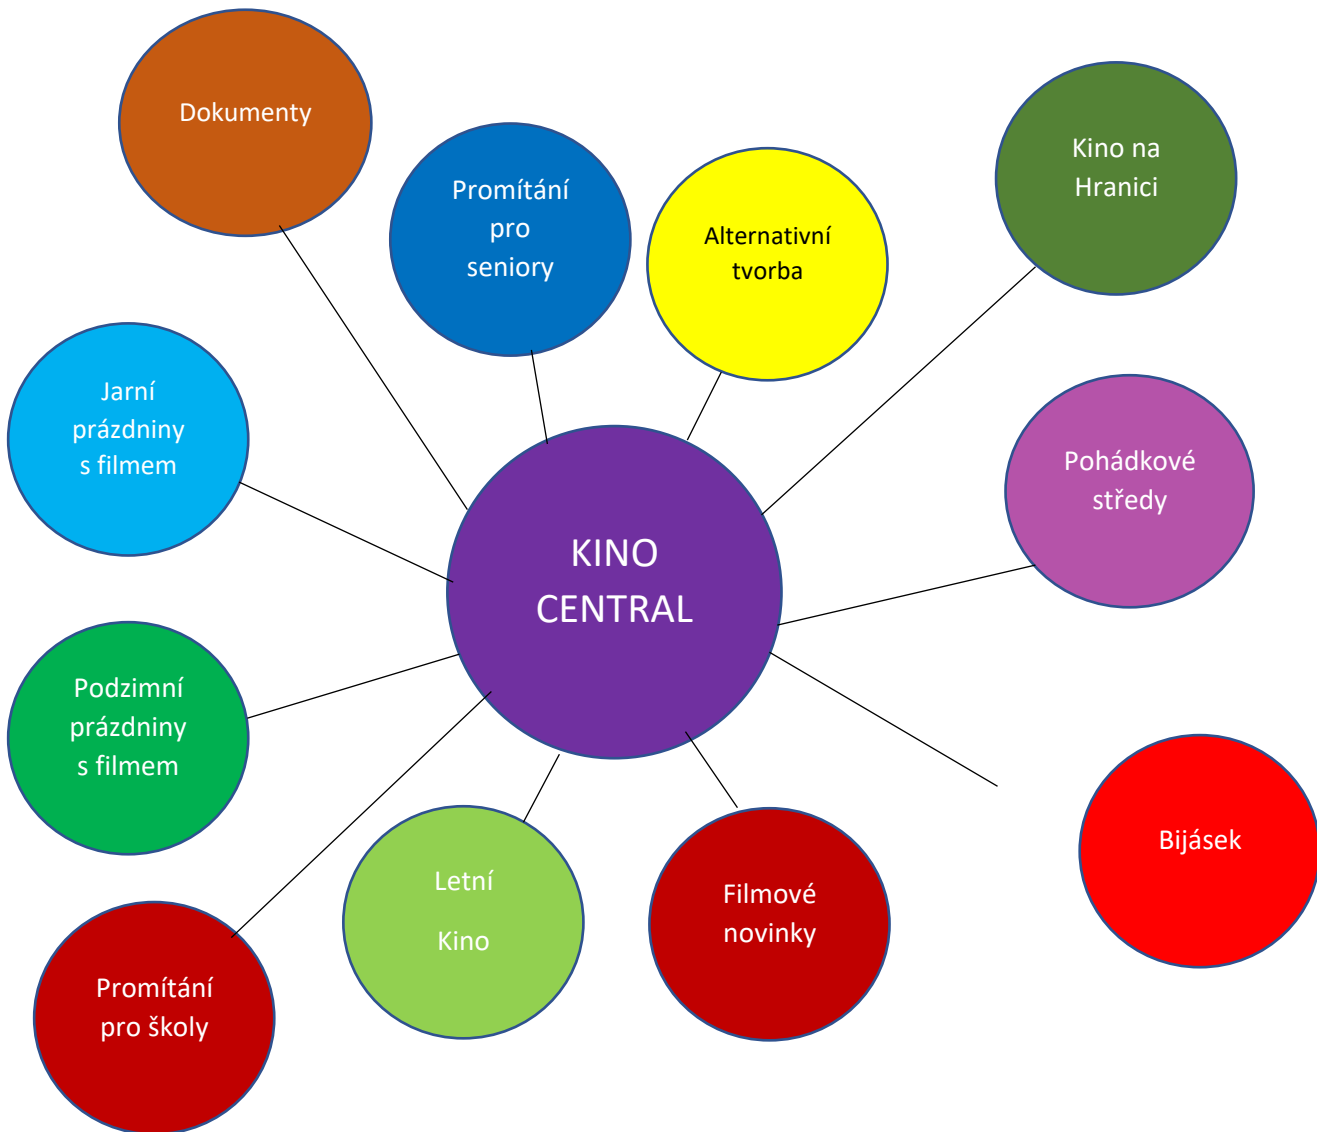 Dokumenty
Promítání
pro
seniory
Alternativní
tvorba
Kino na
Hranici
Jarní
prázdniny
s filmem
Pohádkové
středy
KINO
CENTRAL
Podzimní
prázdniny
s filmem
Bijásek
Letní
Kino
Filmové
novinky
Promítání
pro školy